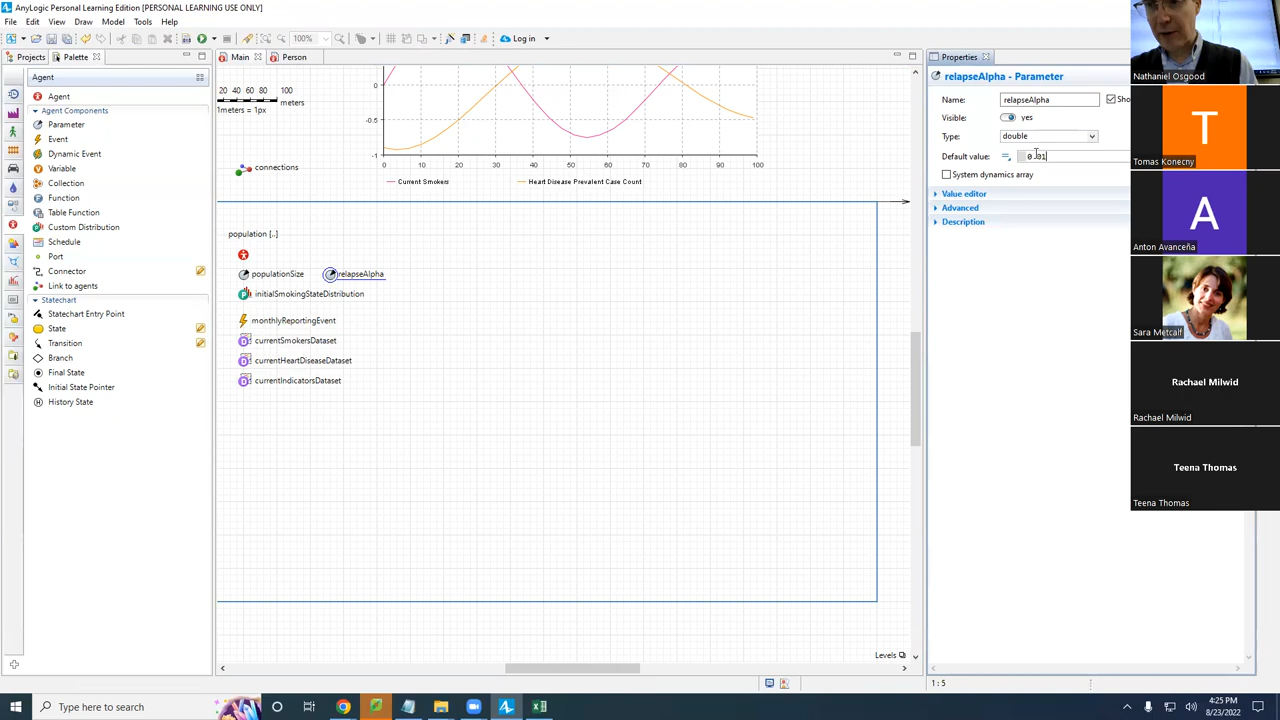 AnyLogic Personal Learning Edition [PERSONAL LEARNING USE ONLY]
File Edit View Draw Model Tools Help
100% Log in
Projects Palette
Main Person
Properties
Agent
Agent
Agent Components
Parameter
Event
Dynamic Event
Variable
Collection
Function
Table Function
Custom Distribution
Schedule
Port
Connector
Link to agents
Statechart
Statechart Entry Point
State
Transition
Branch
Final State
Initial State Pointer
History State
20 40 60 80 100
meters
1meters = 1px
connections
0
-0.5
-1
0 10 20 30 40 50 60 70 80 90 100
Current Smokers Heart Disease Prevalent Case Count
population [..]
populationSize relapseAlpha
initialSmokingStateDistribution
monthlyReportingEvent
currentSmokersDataset
currentHeartDiseaseDataset
currentIndicatorsDataset
Levels
relapseAlpha - Parameter
Name: relapseAlpha
Visible: yes
Type: double
Default value: 0.01
System dynamics array
Value editor
Advanced
Description
1:5
Nathaniel Osgood
T
Tomas Konecny
A
Anton Avanceña
Sara Metcalf
Rachael Milwid
Rachael Milwid
Teena Thomas
Teena Thomas
Type here to search
4:25 PM
8/23/2022